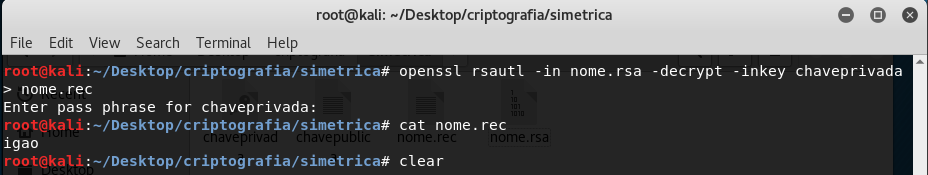 root@kali: ~/Desktop/criptografia/simetrica
File Edit View Search Terminal Help
root@kali:~/Desktop/criptografia/simetrica# openssl rsautl -in nome.rsa -decrypt -inkey chaveprivada
> nome.rec
Enter pass phrase for chaveprivada:
root@kali:~/Desktop/criptografia/simetrica# cat nome.rec
igao
root@kali:~/Desktop/criptografia/simetrica# clear
Home
chaveprivad
chavepublic
nome.rec
nome.rsa
Desktop